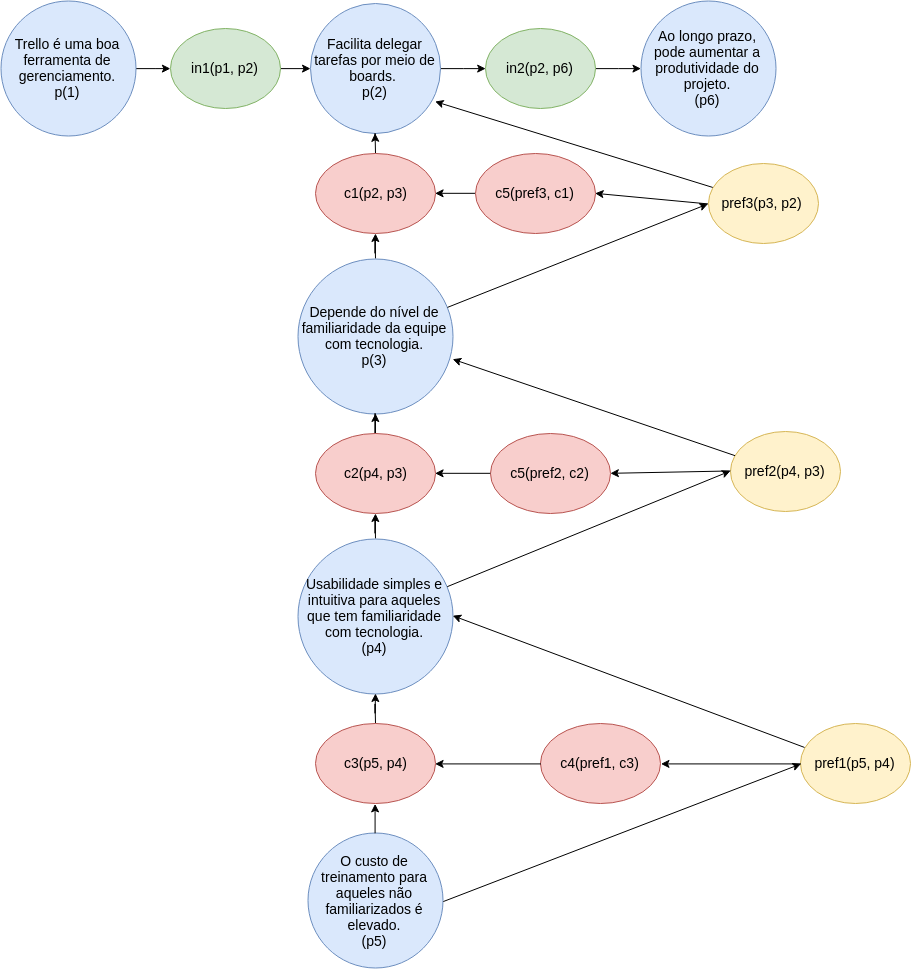 Trello é uma boa
ferramenta de
gerenciamento.
p(1)
in1(p1, p2)
Facilita delegar
tarefas por meio de
boards.
p(2)
in2(p2, p6)
Ao longo prazo,
pode aumentar a
produtividade do
projeto.
(p6)
c1(p2, p3)
c5(pref3, c1)
pref3(p3, p2)
Depende do nível de
familiaridade da equipe
com tecnologia.
p(3)
c2(p4, p3)
c5(pref2, c2)
pref2(p4, p3)
Usabilidade simples e
intuitiva para aqueles
que tem familiaridade
com tecnologia.
(p4)
c3(p5, p4)
c4(pref1, c3)
pref1(p5, p4)
O custo de
treinamento para
aqueles não
familiarizados é
elevado.
(p5)